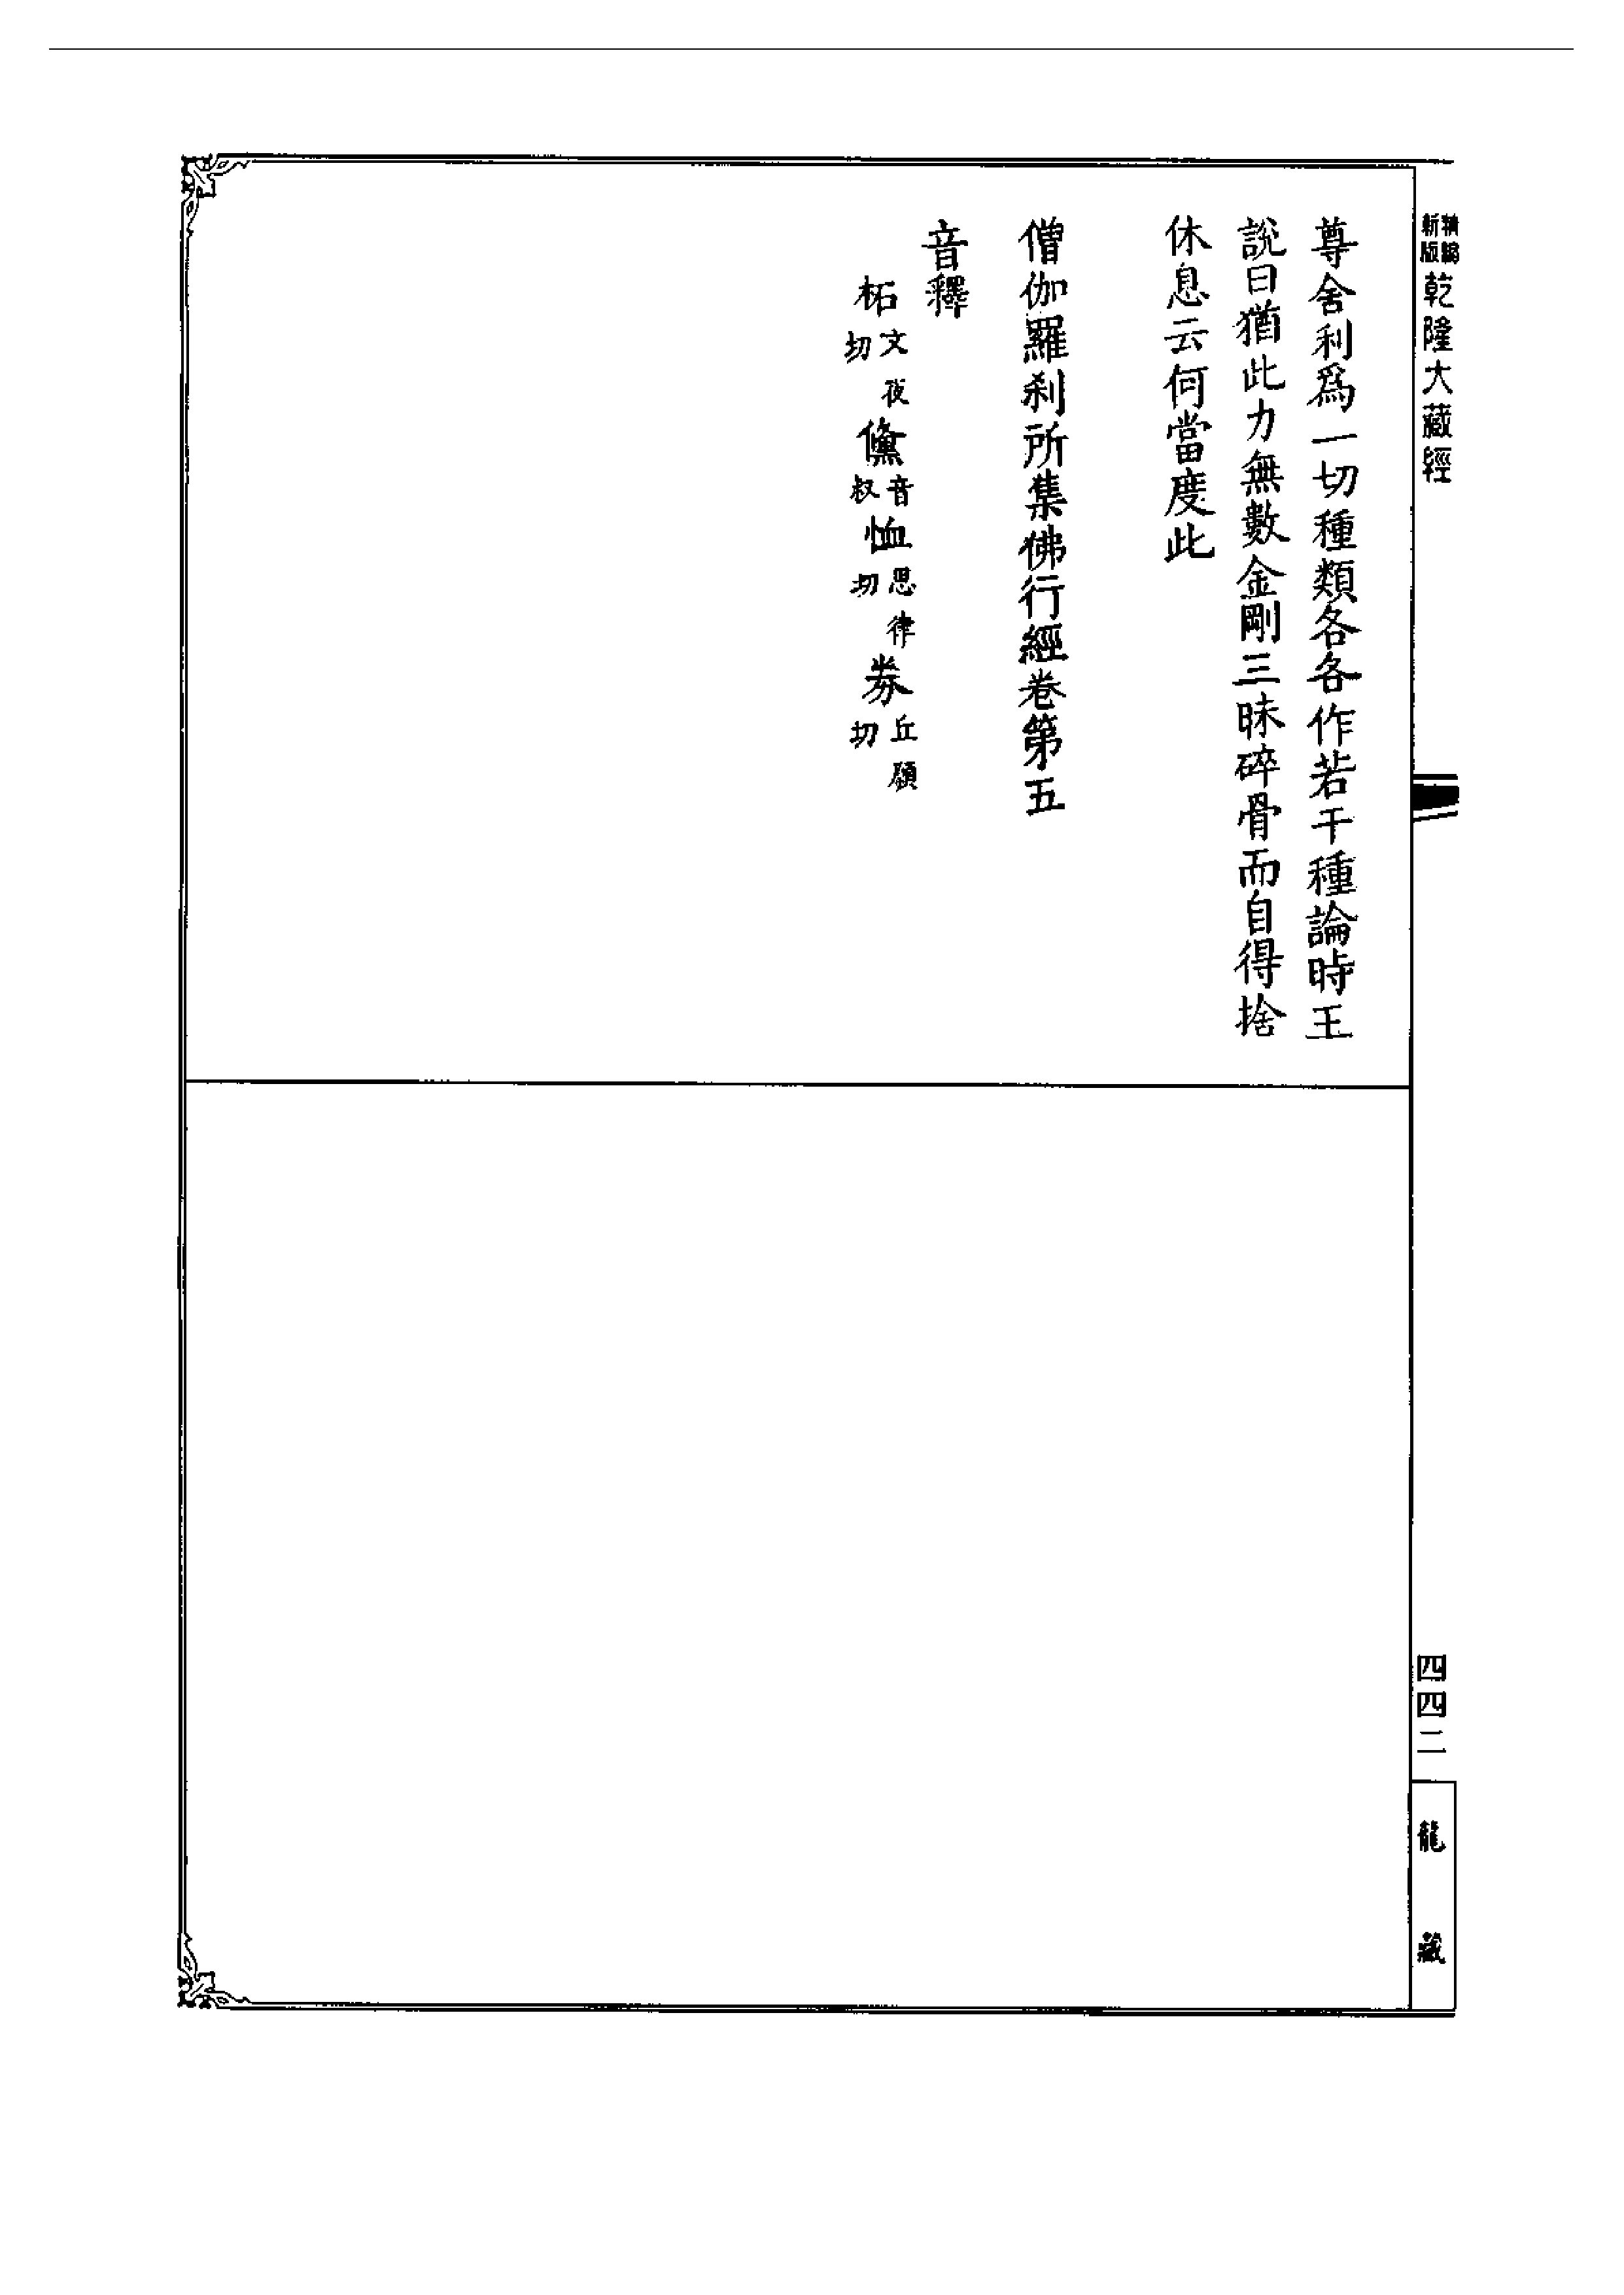 新編新版乾隆大藏經
尊舍利爲一切種類各各作若干種論時王
說曰猶此力無數金剛三昧碎骨而自得捨
休息云何當度此
僧伽羅刹所集佛行經卷第五
音釋
柘文夜切儵音叔恤思律切券丘願切
四四二
龍藏